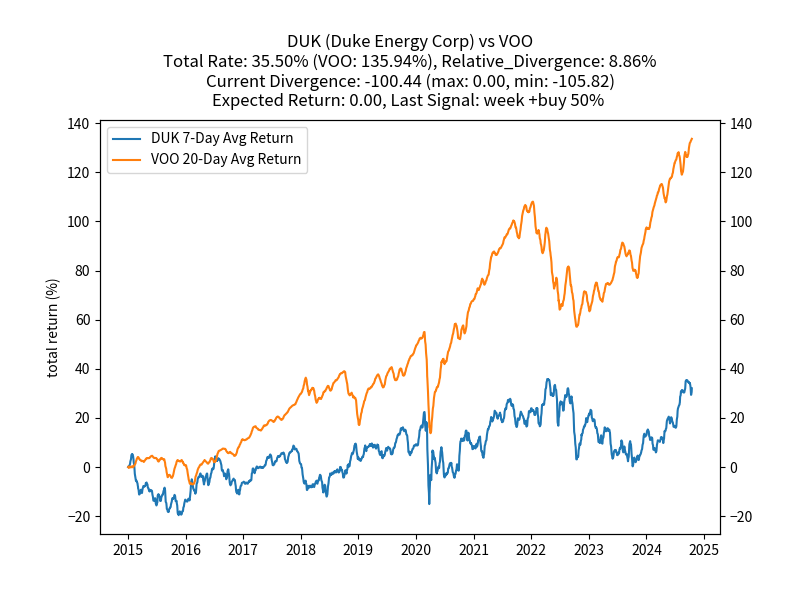 DUK (Duke Energy Corp) vs VOO
Total Rate: 35.50% (VOO: 135.94%), Relative_Divergence: 8.86%
Current Divergence: -100.44 (max: 0.00, min: -105.82)
Expected Return: 0.00, Last Signal: week +buy 50%
DUK 7-Day Avg Return
VOO 20-Day Avg Return
total return (%)
140
120
100
80
60
40
20
0
−20
140
120
100
80
60
40
20
0
−20
2015 2016 2017 2018 2019 2020 2021 2022 2023 2024 2025